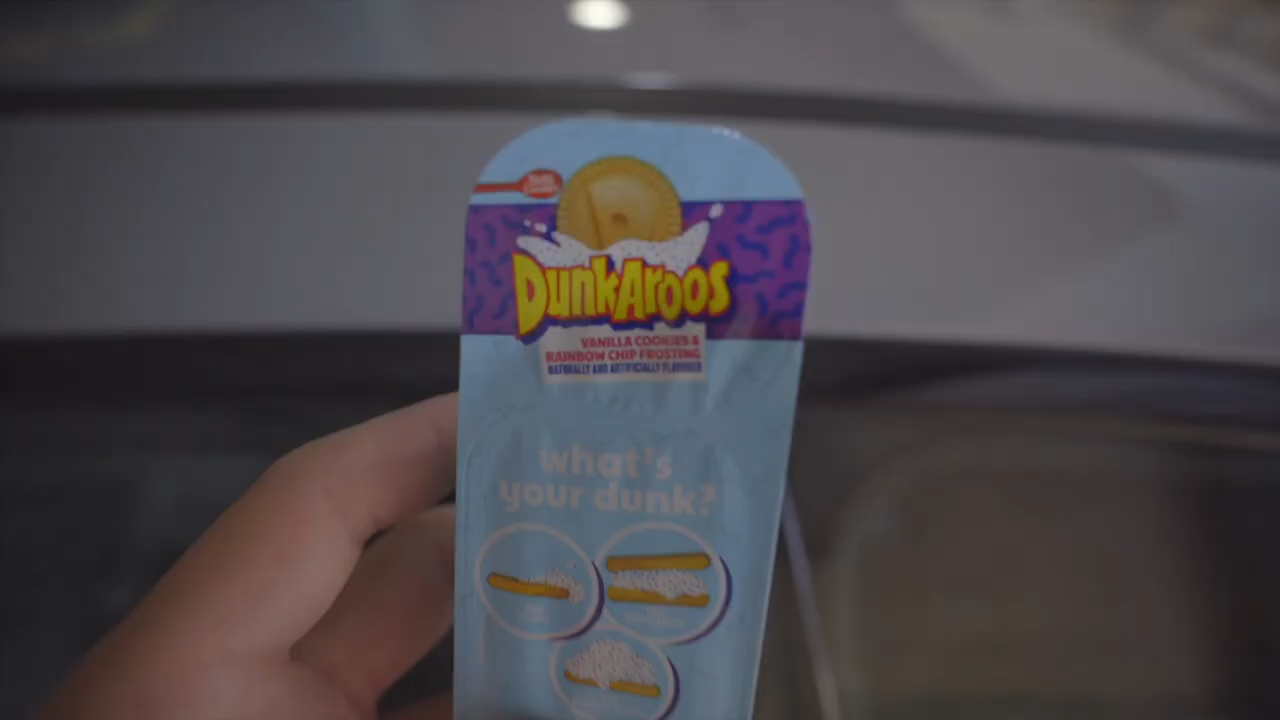 DunkAroos
VANILLA COOKIES &
RAINBOW CHIP FROSTING
NATURALLY AND ARTIFICIALLY FLAVORED
what's
your dunk?